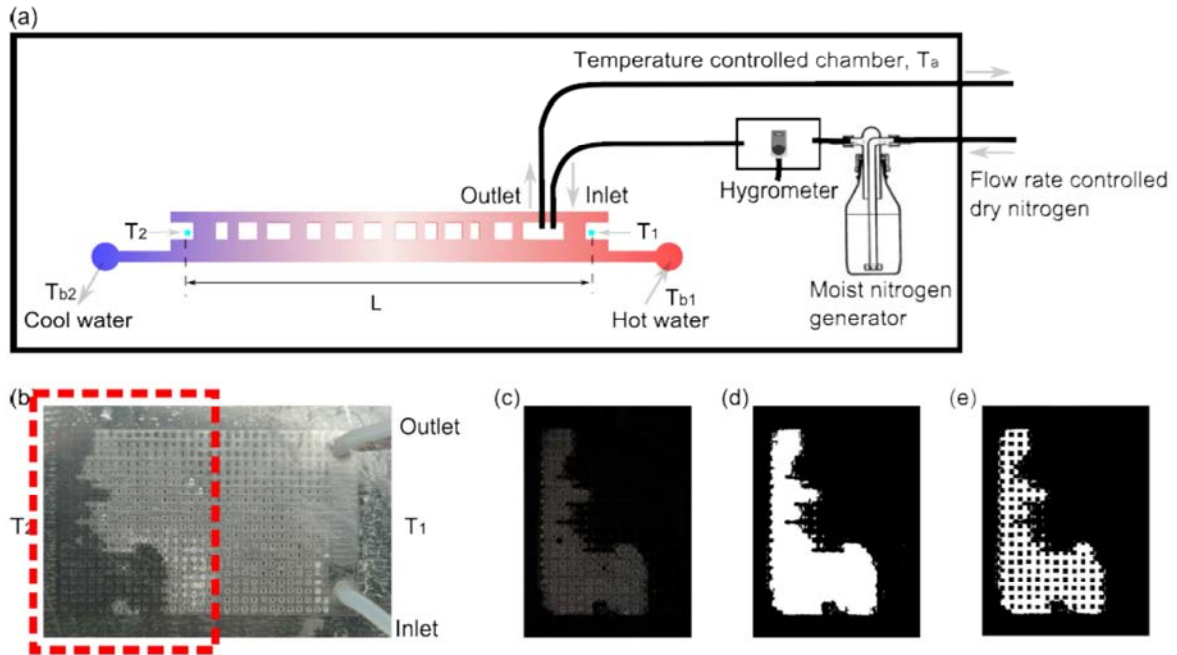 (a)
Temperature controlled chamber, Ta
Outlet
Inlet
Hygrometer
Flow rate controlled
dry nitrogen
T2
T1
Tb2
Cool water
L
Tb1
Hot water
Moist nitrogen
generator
(b)
(c)
(d)
(e)
Outlet
T2
T1
Inlet